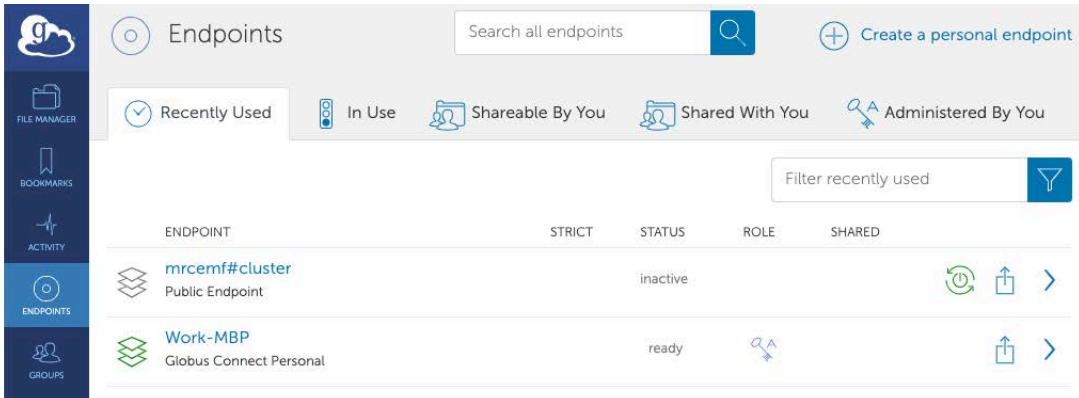 g
Endpoints
Search all endpoints
Create a personal endpoint
FILE MANAGER
BOOKMARKS
ACTIVITY
ENDPOINTS
GROUPS
Recently Used
In Use
Shareable By You
Shared With You
A
Administered By You
Filter recently used
ENDPOINT STRICT STATUS ROLE SHARED
mrcemf#cluster
Public Endpoint
inactive
Work-MBP
Globus Connect Personal
ready
A